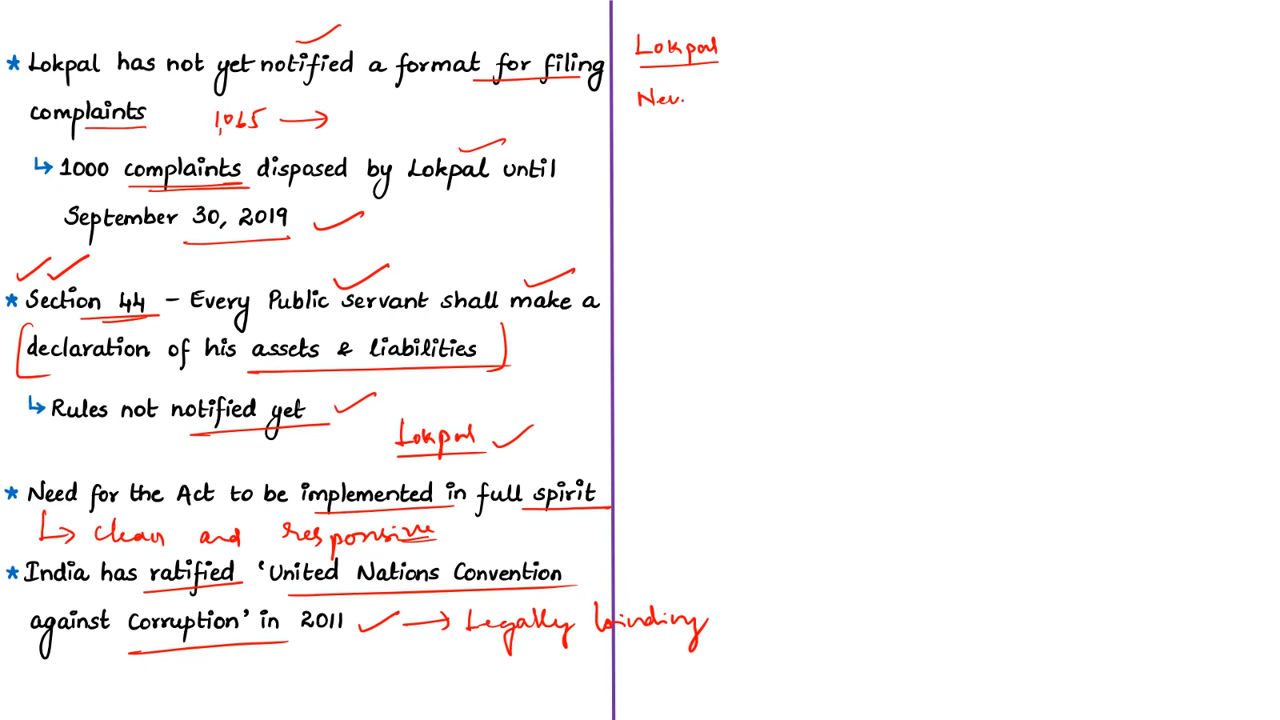 * Lokpal has not yet notified a format for filing
complaints 1,065 →
↳ 1000 complaints disposed by Lokpal until
September 30, 2019
* Section 44 - Every Public servant shall make a
declaration of his assets & liabilities
↳ Rules not notified yet
Lokpal
* Need for the Act to be implemented in full spirit
↳ clean and responsive
* India has ratified 'United Nations Convention
against Corruption' in 2011 → Legally binding
Lokpal